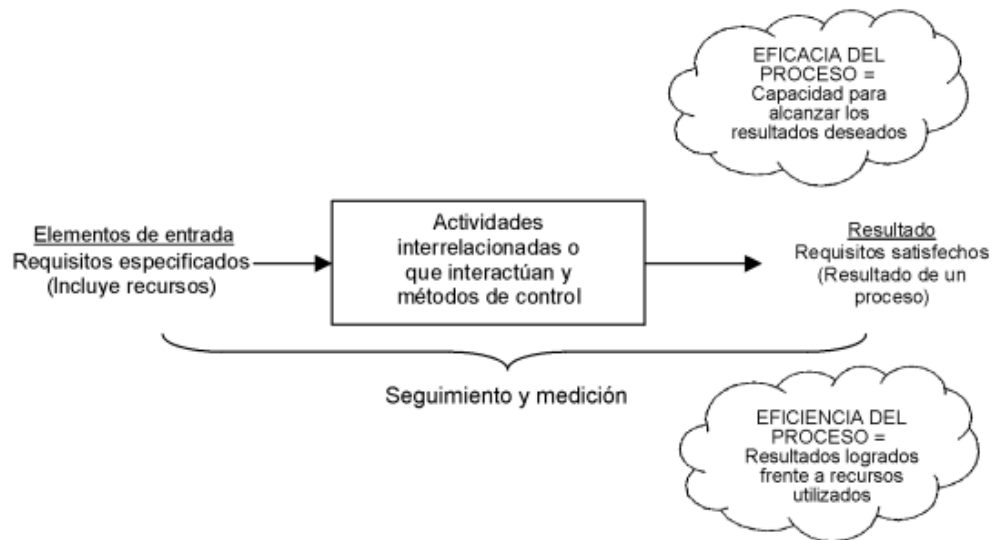 EFICACIA DEL
PROCESO =
Capacidad para
alcanzar los
resultados deseados
Elementos de entrada
Requisitos especificados
(Incluye recursos)
Actividades
interrelacionadas o
que interactúan y
métodos de control
Resultado
Requisitos satisfechos
(Resultado de un
proceso)
Seguimiento y medición
EFICIENCIA DEL
PROCESO =
Resultados logrados
frente a recursos
utilizados